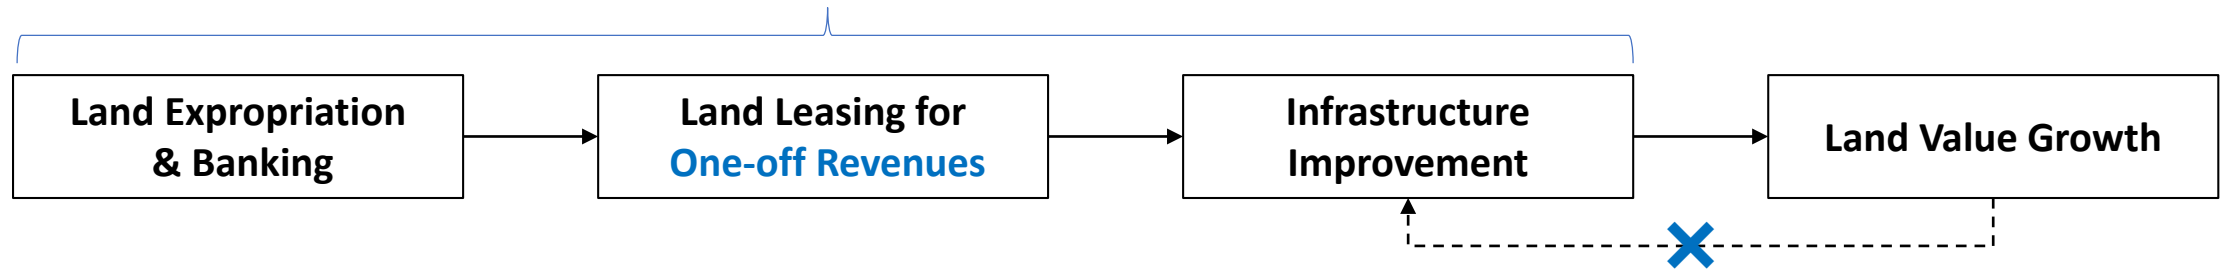 Land Expropriation
& Banking
Land Leasing for
One-off Revenues
Infrastructure
Improvement
Land Value Growth